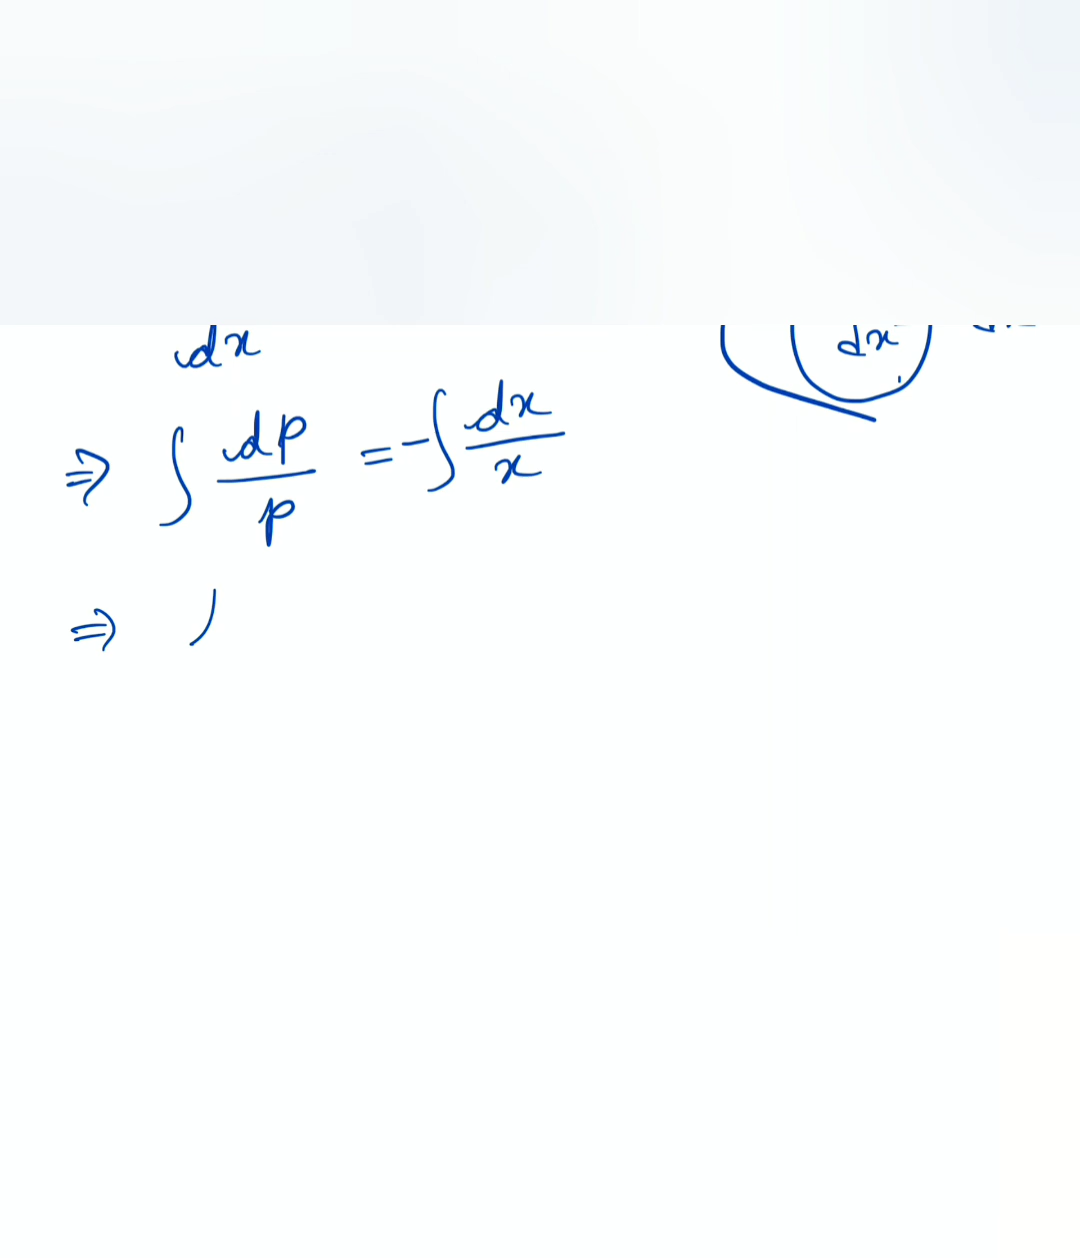 dx dx
⇒ ∫ dp/p = -∫ dx/x
⇒